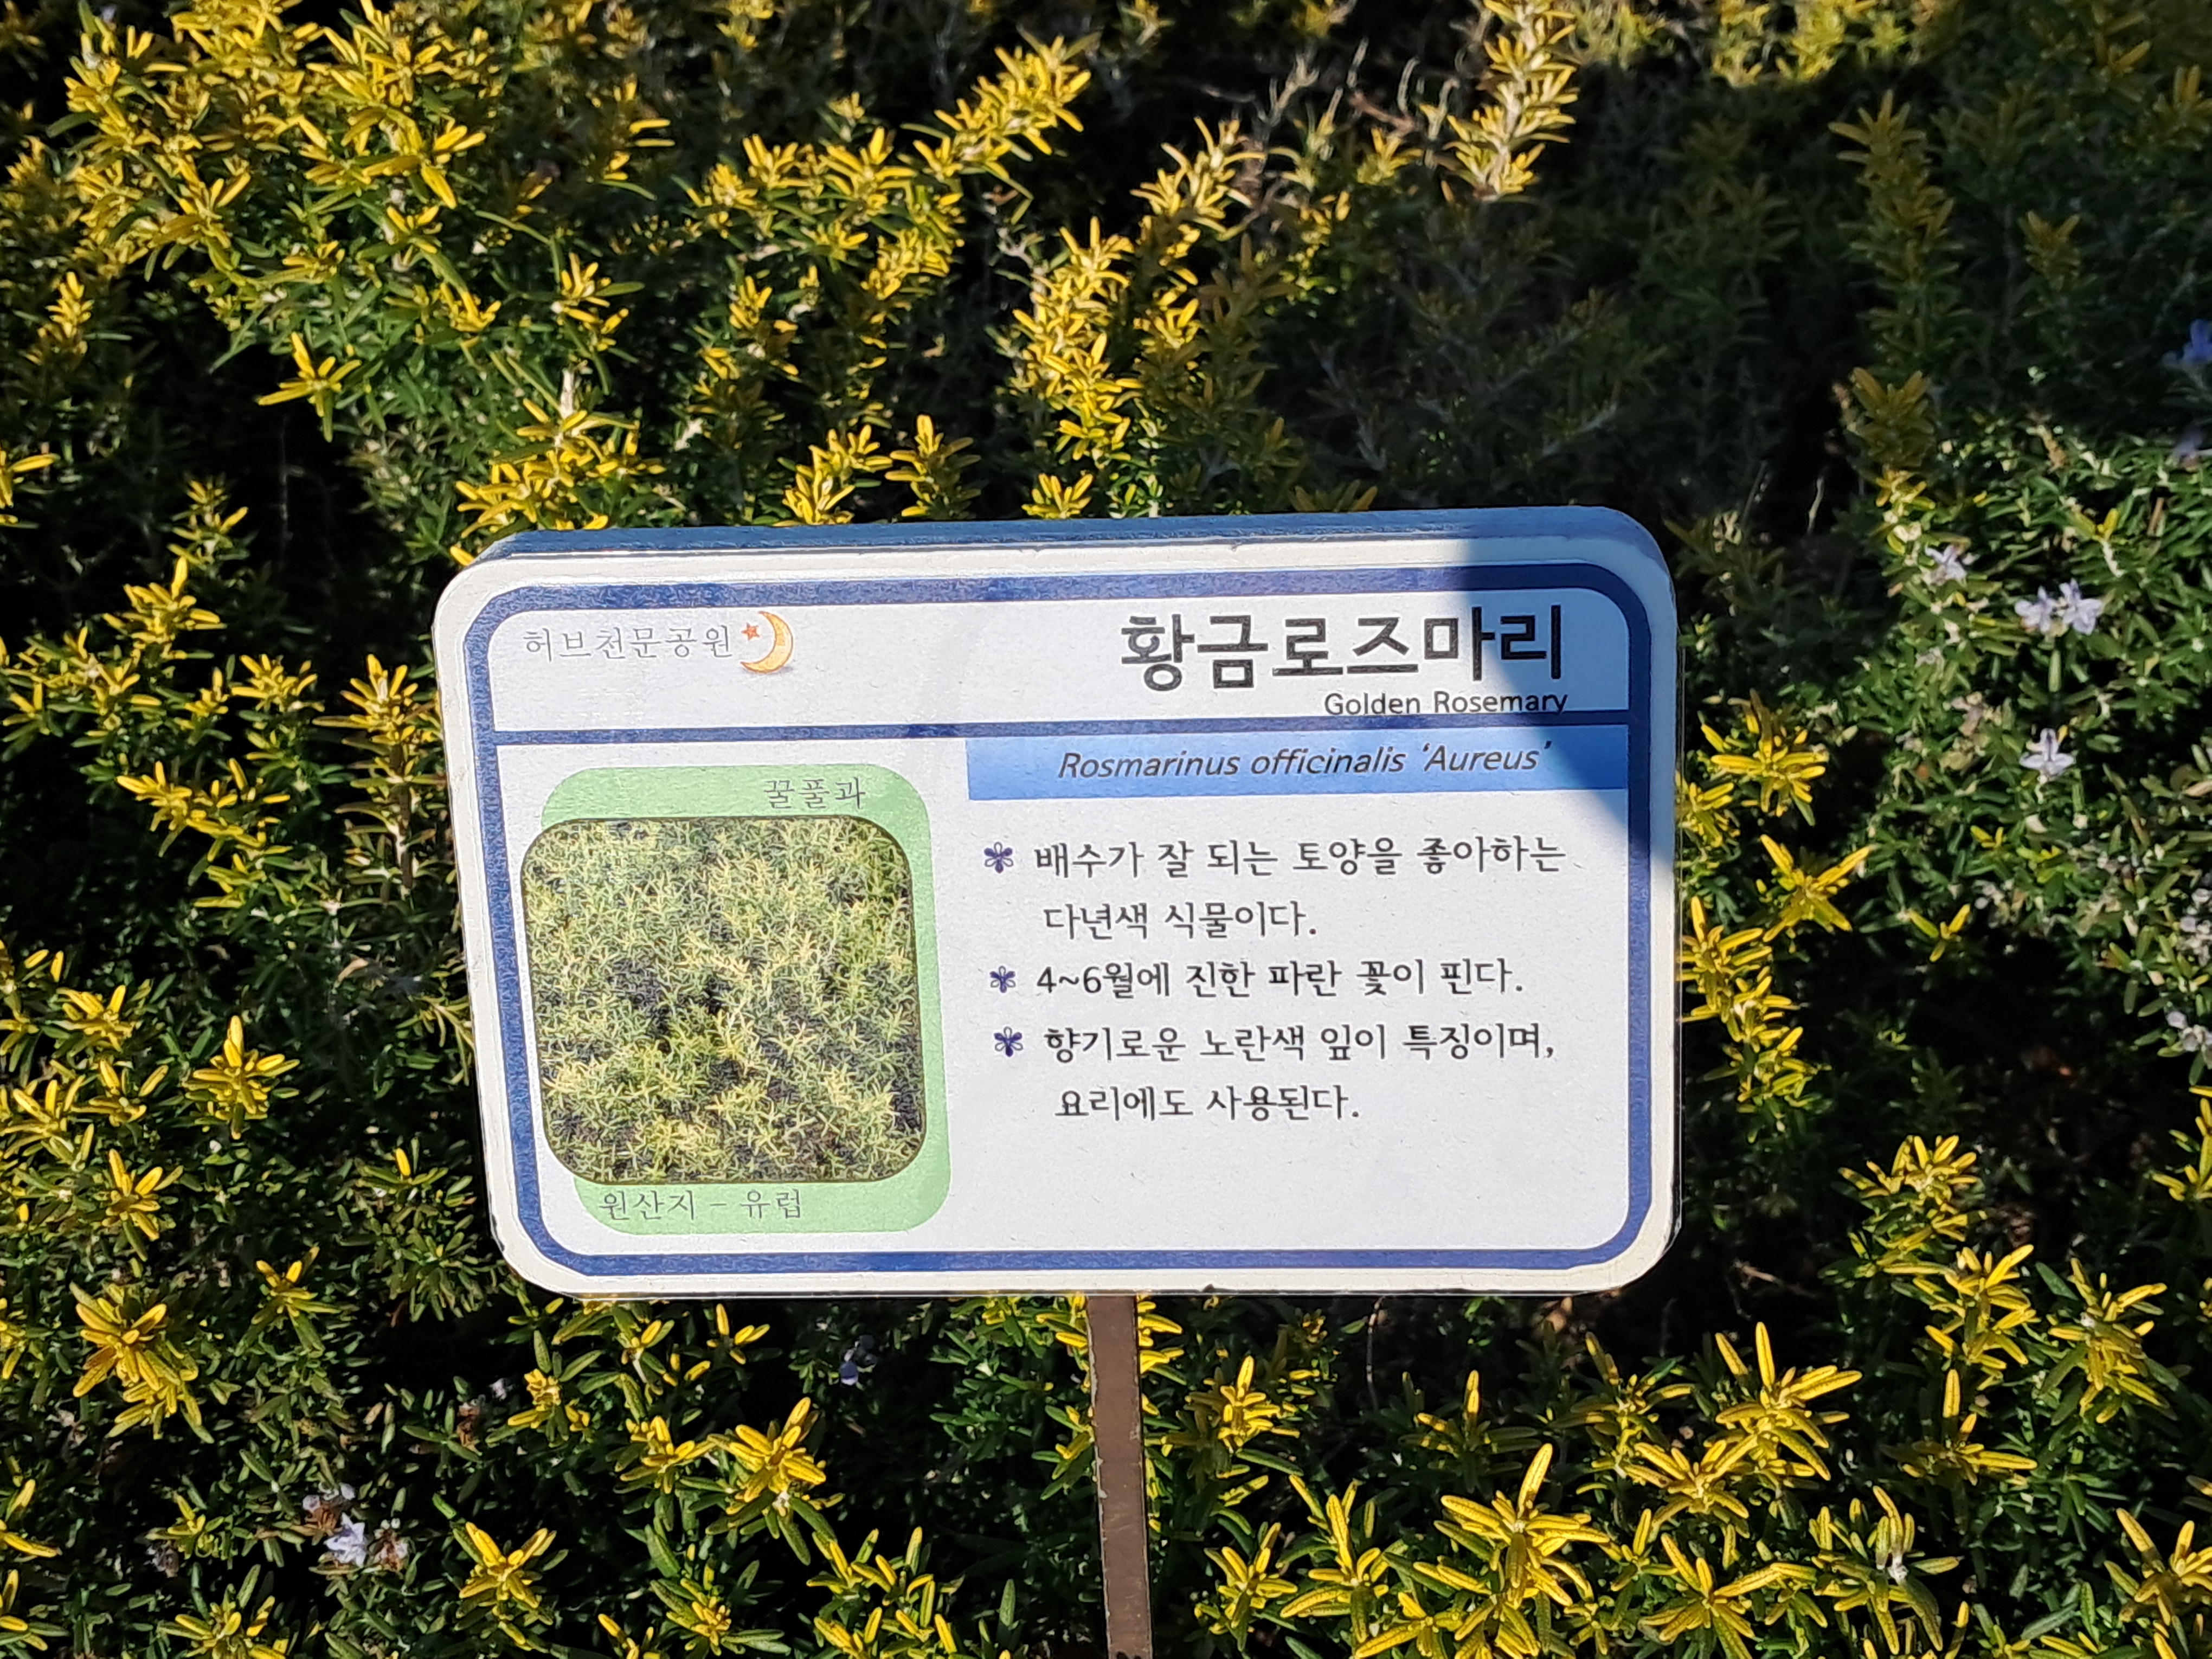 허브천문공원
황금로즈마리
Golden Rosemary
Rosmarinus officinalis ‘Aureus’
꿀풀과
원산지 - 유럽
배수가 잘 되는 토양을 좋아하는
다년색 식물이다.
4~6월에 진한 파란 꽃이 핀다.
향기로운 노란색 잎이 특징이며,
요리에도 사용된다.